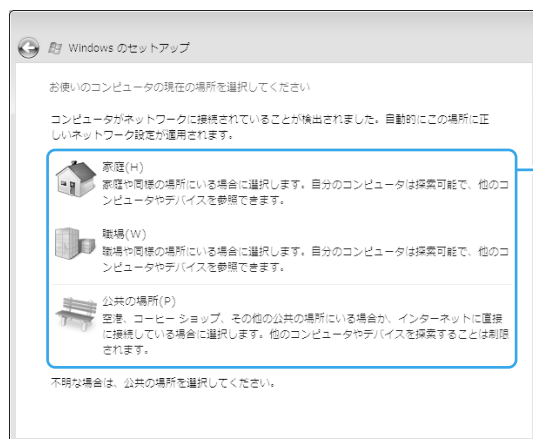 Windows のセットアップ
お使いのコンピュータの現在の場所を選択してください
コンピュータがネットワークに接続されていることが検出されました。自動的にこの場所に正
しいネットワーク設定が適用されます。
家庭(H)
家庭や同様の場所にいる場合に選択します。自分のコンピュータは探索可能で、他のコ
ンピュータやデバイスを参照できます。
職場(W)
職場や同様の場所にいる場合に選択します。自分のコンピュータは探索可能で、他のコ
ンピュータやデバイスを参照できます。
公共の場所(P)
空港、コーヒー ショップ、その他の公共の場所にいる場合か、インターネットに直接
に接続している場合に選択します。他のコンピュータやデバイスを探索することは制限
されます。
不明な場合は、公共の場所を選択してください。